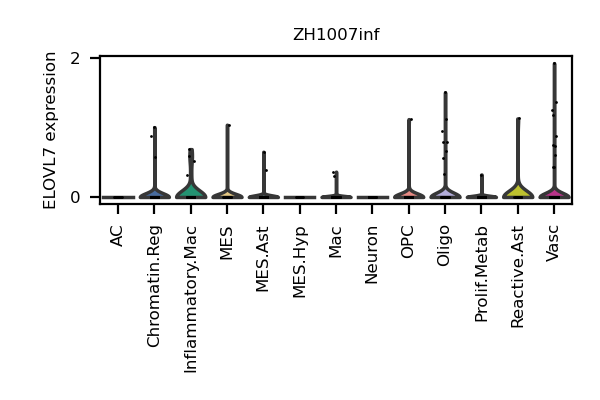 ZH1007inf
ELOVL7 expression
2
0
AC
Chromatin.Reg
Inflammatory.Mac
MES
MES.Ast
MES.Hyp
Mac
Neuron
OPC
Oligo
Prolif.Metab
Reactive.Ast
Vasc